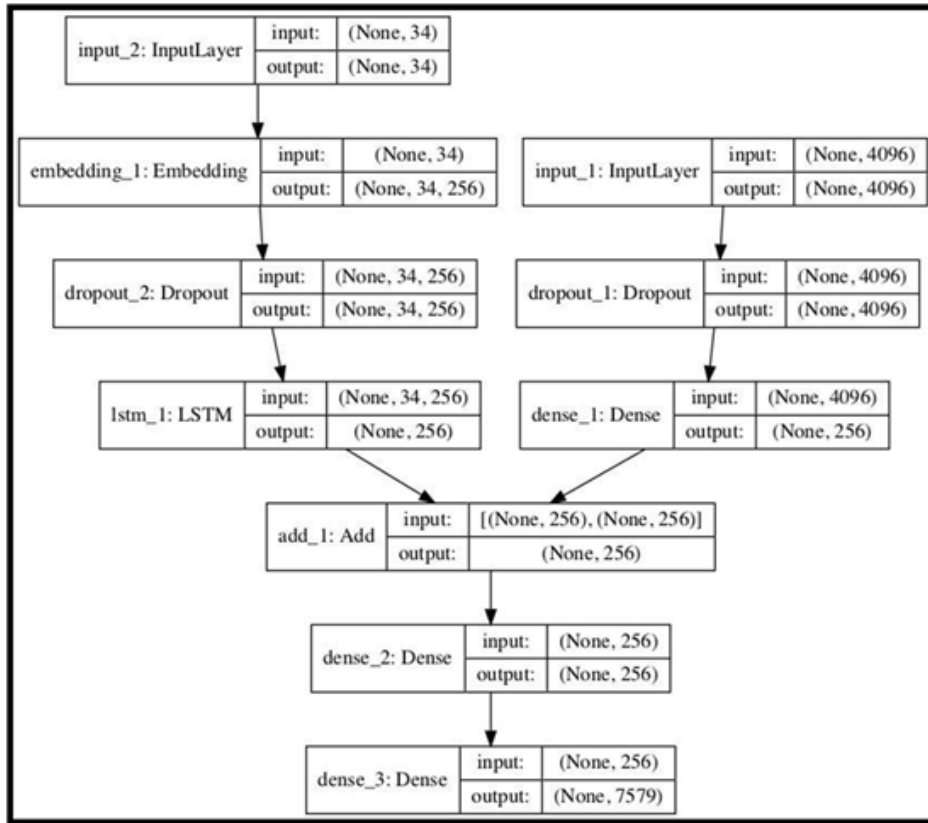 input_2: InputLayer
input: (None, 34)
output: (None, 34)
embedding_1: Embedding
input: (None, 34)
output: (None, 34, 256)
input_1: InputLayer
input: (None, 4096)
output: (None, 4096)
dropout_2: Dropout
input: (None, 34, 256)
output: (None, 34, 256)
dropout_1: Dropout
input: (None, 4096)
output: (None, 4096)
lstm_1: LSTM
input: (None, 34, 256)
output: (None, 256)
dense_1: Dense
input: (None, 4096)
output: (None, 256)
add_1: Add
input: [(None, 256), (None, 256)]
output: (None, 256)
dense_2: Dense
input: (None, 256)
output: (None, 256)
dense_3: Dense
input: (None, 256)
output: (None, 7579)